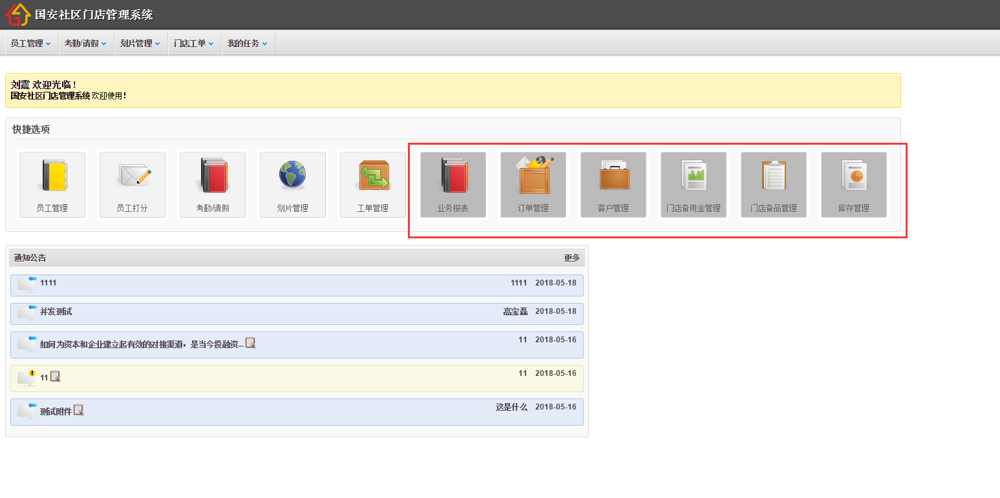 国安社区门店管理系统
员工管理 考勤/请假 划片管理 门店工单 我的任务
刘震 欢迎光临！
国安社区门店管理系统 欢迎使用！
快捷选项
员工管理 员工打分 考勤/请假 划片管理 工单管理 业务报表 订单管理 客户管理 门店备用金管理 门店备品管理 库存管理
通知公告 更多
1111 1111 2018-05-18
并发测试 高宝磊 2018-05-18
如何为资本和企业建立起有效的对接渠道，是当今投融资... 11 2018-05-16
11 11 2018-05-16
测试附件 这是什么 2018-05-16